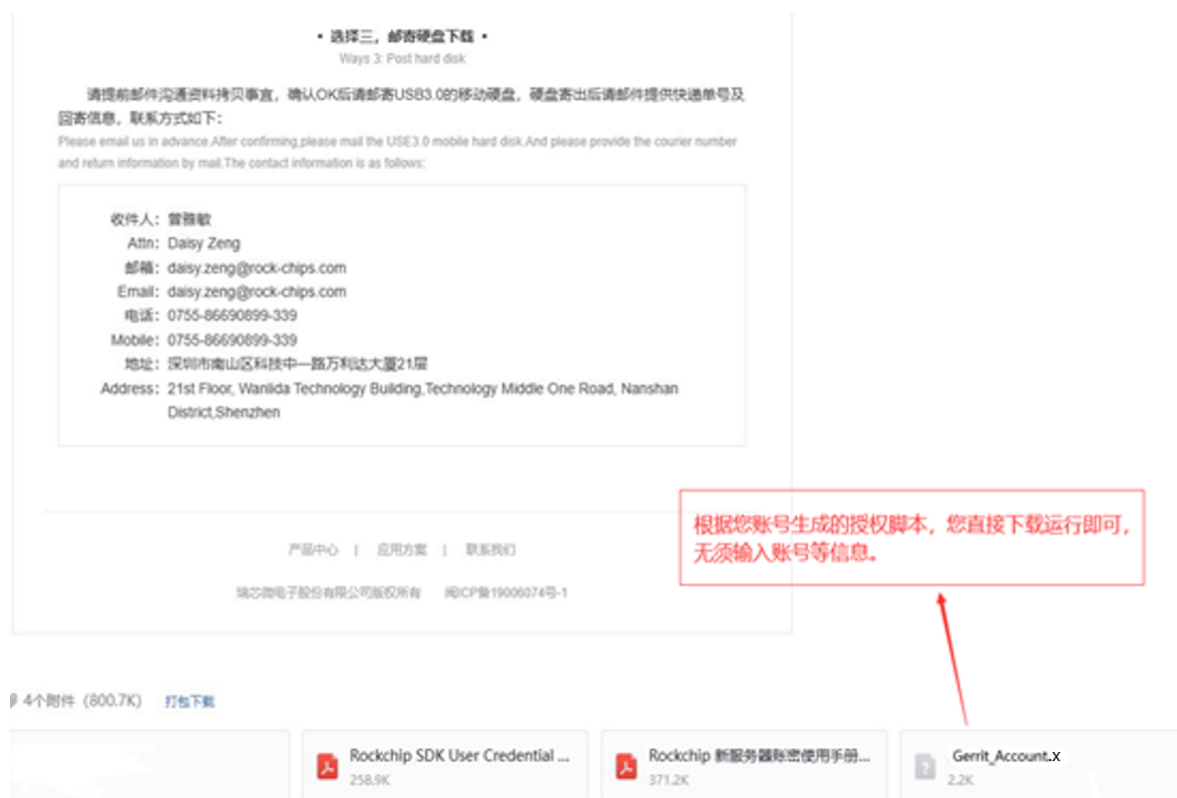 • 选择三，邮寄硬盘下载 •
Ways 3: Post hard disk
请提前邮件沟通资料拷贝事宜，确认OK后请邮寄USB3.0的移动硬盘，硬盘寄出后请邮件提供快递单号及
回寄信息，联系方式如下：
Please email us in advance.After confirming,please mail the USE3.0 mobile hard disk.And please provide the courier number
and return information by mail.The contact information is as follows:
收件人：曾雅敏
Attn：Daisy Zeng
邮箱：daisy.zeng@rock-chips.com
Email：daisy.zeng@rock-chips.com
电话：0755-86690899-339
Mobile：0755-86690899-339
地址：深圳市南山区科技中一路万利达大厦21层
Address：21st Floor, Wanlida Technology Building,Technology Middle One Road, Nanshan
District,Shenzhen
根据您账号生成的授权脚本，您直接下载运行即可，
无须输入账号等信息。
产品中心 | 应用方案 | 联系我们
瑞芯微电子股份有限公司版权所有 闽ICP备19006074号-1
4个附件（800.7K） 打包下载
Rockchip SDK User Credential ...
258.9K
Rockchip 新服务器账密使用手册...
371.2K
Gerrit_Account.x
2.2K